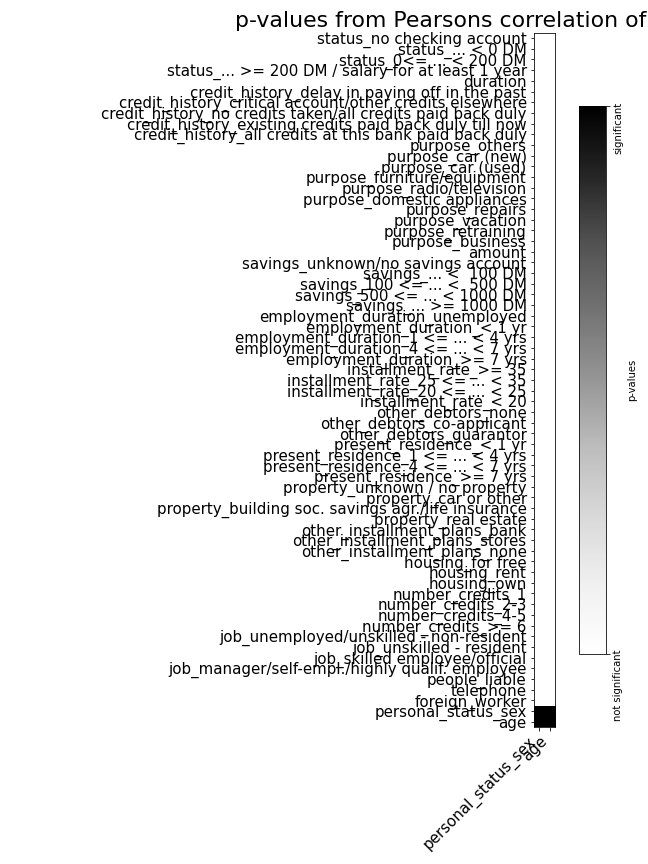 p-values from Pearsons correlation of
status_no checking account
status_... < 0 DM
status_0<= ... < 200 DM
status_... >= 200 DM / salary for at least 1 year
duration
credit_history_delay in paying off in the past
credit_history_critical account/other credits elsewhere
credit_history_no credits taken/all credits paid back duly
credit_history_existing credits paid back duly till now
credit_history_all credits at this bank paid back duly
purpose_others
purpose_car (new)
purpose_car (used)
purpose_furniture/equipment
purpose_radio/television
purpose_domestic appliances
purpose_repairs
purpose_vacation
purpose_retraining
purpose_business
amount
savings_unknown/no savings account
savings_... <  100 DM
savings_100 <= ... <  500 DM
savings_500 <= ... < 1000 DM
savings_... >= 1000 DM
employment_duration_unemployed
employment_duration_< 1 yr
employment_duration_1 <= ... < 4 yrs
employment_duration_4 <= ... < 7 yrs
employment_duration_>= 7 yrs
installment_rate_>= 35
installment_rate_25 <= ... < 35
installment_rate_20 <= ... < 25
installment_rate_< 20
other_debtors_none
other_debtors_co-applicant
other_debtors_guarantor
present_residence_< 1 yr
present_residence_1 <= ... < 4 yrs
present_residence_4 <= ... < 7 yrs
present_residence_>= 7 yrs
property_unknown / no property
property_car or other
property_building soc. savings agr./life insurance
property_real estate
other_installment_plans_bank
other_installment_plans_stores
other_installment_plans_none
housing_for free
housing_rent
housing_own
number_credits_1
number_credits_2-3
number_credits_4-5
number_credits_>= 6
job_unemployed/unskilled - non-resident
job_unskilled - resident
job_skilled employee/official
job_manager/self-empl./highly qualif. employee
people_liable
telephone
foreign_worker
personal_status_sex
age
personal_status_sex
age
significant
p-values
not significant